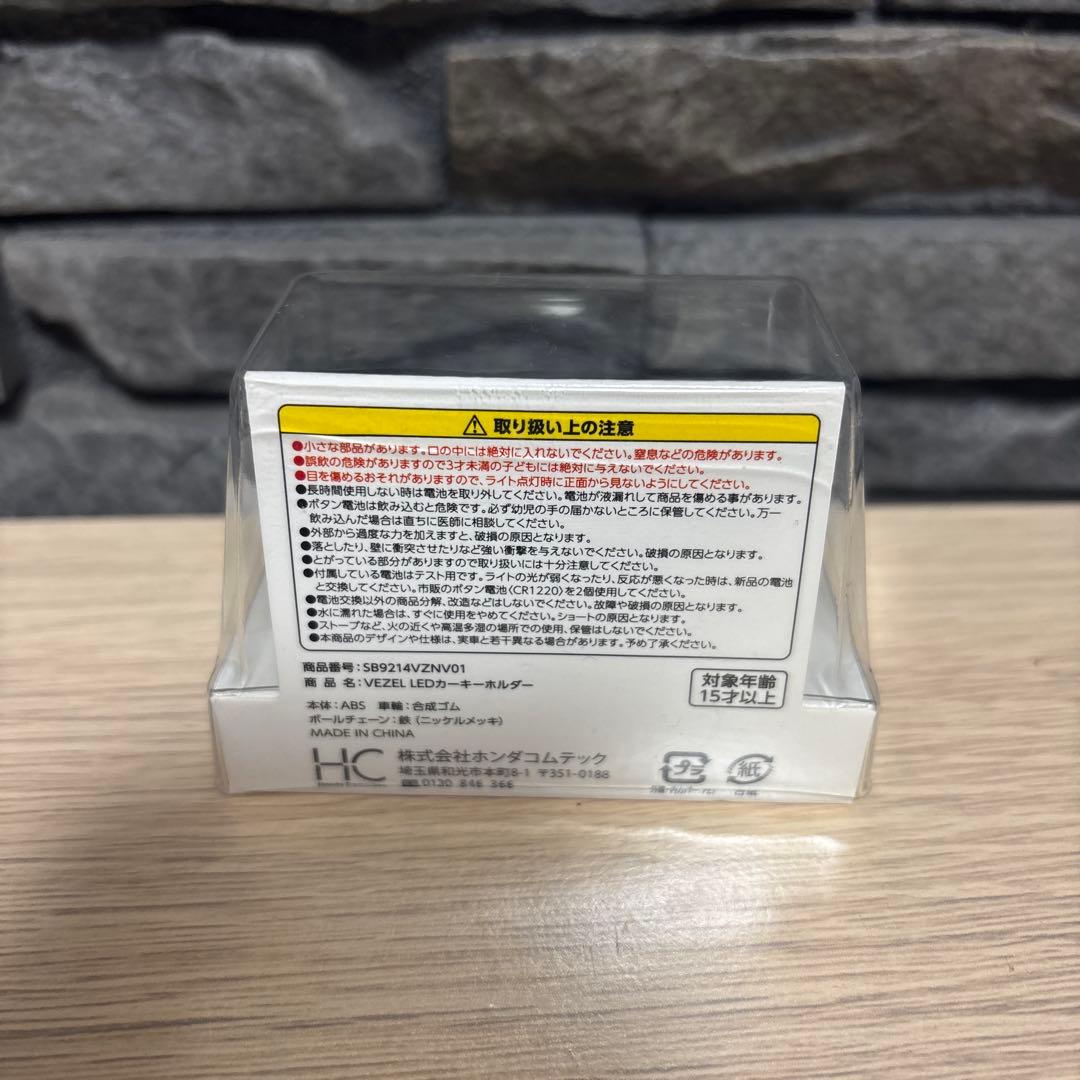 ⚠ 取り扱い上の注意
●小さな部品があります。口の中には絶対に入れないでください。窒息などの危険があります。
●誤飲の危険がありますので3才未満の子どもには絶対に与えないでください。
●目を傷めるおそれがありますので、ライト点灯時に正面から見ないようにしてください。
●長時間使用しない時は電池を取り外してください。電池が液漏れして商品を傷める事があります。
●ボタン電池は飲み込むと危険です。必ず幼児の手の届かないところに保管してください。万一
飲み込んだ場合は直ちに医師に相談してください。
●外部から過度な力を加えますと、破損の原因となります。
●落としたり、壁に衝突させたりなど強い衝撃を与えないでください。破損の原因となります。
●とがっている部分がありますので取り扱いには十分注意してください。
●付属している電池はテスト用です。ライトの光が弱くなったり、反応が悪くなった時は、新品の電池
と交換してください。市販のボタン電池〈CR1220〉を2個使用してください。
●電池交換以外の商品分解、改造などはしないでください。故障や破損の原因となります。
●水に濡れた場合は、すぐに使用をやめてください。ショートの原因となります。
●ストーブなど、火の近くや高温多湿の場所での使用、保管はしないでください。
●本商品のデザインや仕様は、実車と若干異なる場合があります。予め了承ください。
商品番号：SB9214VZNV01
商 品 名：VEZEL LEDカーキーホルダー
対象年齢
15才以上
本体：ABS 車輪：合成ゴム
ボールチェーン：鉄（ニッケルメッキ）
MADE IN CHINA
HC
株式会社ホンダコムテック
埼玉県和光市本町8-1 〒351-0188
0120 846 366
プラ
紙